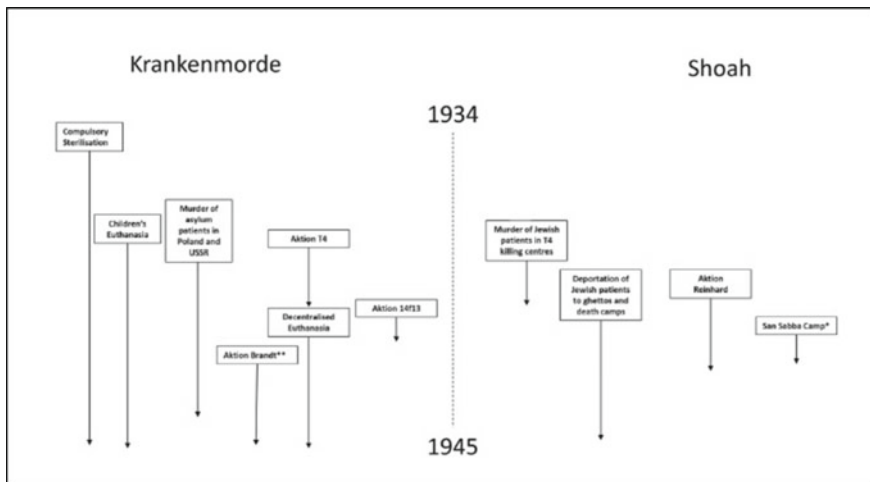 Krankenmorde
Shoah
1934
Compulsory
Sterilisation
Children's
Euthanasia
Murder of
asylum
patients in
Poland and
USSR
Aktion T4
Decentralised
Euthanasia
Aktion 14f13
Aktion Brandt**
Murder of Jewish
patients in T4
killing centres
Deportation of
Jewish patients
to ghettos and
death camps
Aktion
Reinhard
San Sabba Camp*
1945